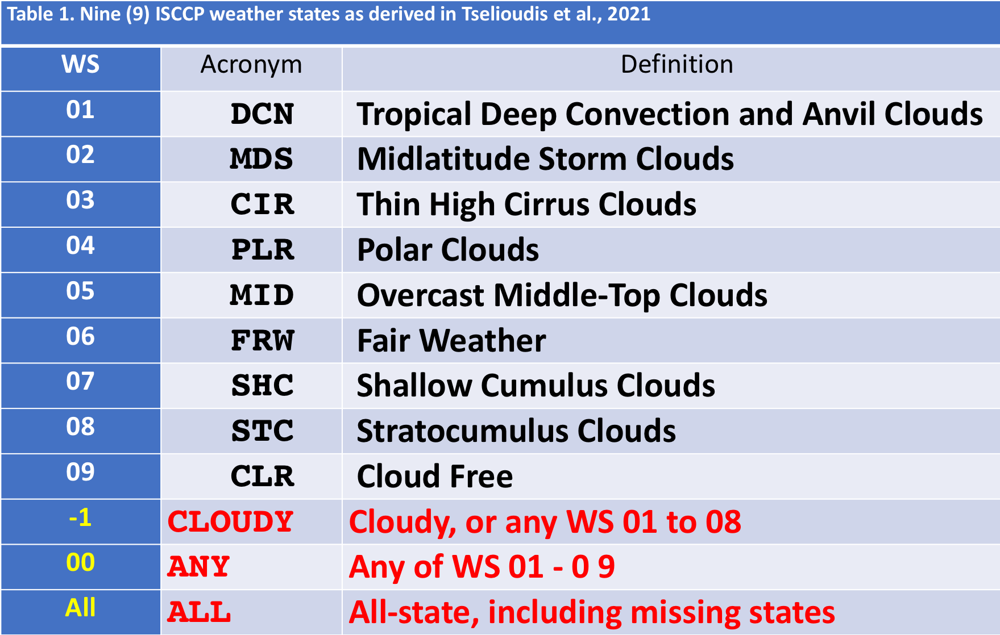 Table 1. Nine (9) ISCCP weather states as derived in Tselioudis et al., 2021
WS Acronym Definition
01 DCN Tropical Deep Convection and Anvil Clouds
02 MDS Midlatitude Storm Clouds
03 CIR Thin High Cirrus Clouds
04 PLR Polar Clouds
05 MID Overcast Middle-Top Clouds
06 FRW Fair Weather
07 SHC Shallow Cumulus Clouds
08 STC Stratocumulus Clouds
09 CLR Cloud Free
-1 CLOUDY Cloudy, or any WS 01 to 08
00 ANY Any of WS 01 - 0 9
All ALL All-state, including missing states